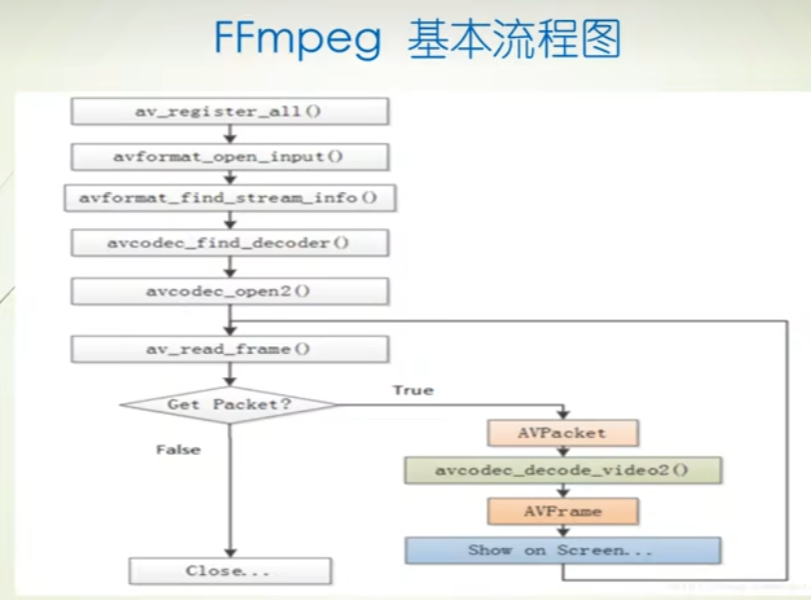 FFmpeg 基本流程图
av_register_all()
avformat_open_input()
avformat_find_stream_info()
avcodec_find_decoder()
avcodec_open2()
av_read_frame()
Get Packet?
True
False
AVPacket
avcodec_decode_video2()
AVFrame
Show on Screen...
Close...